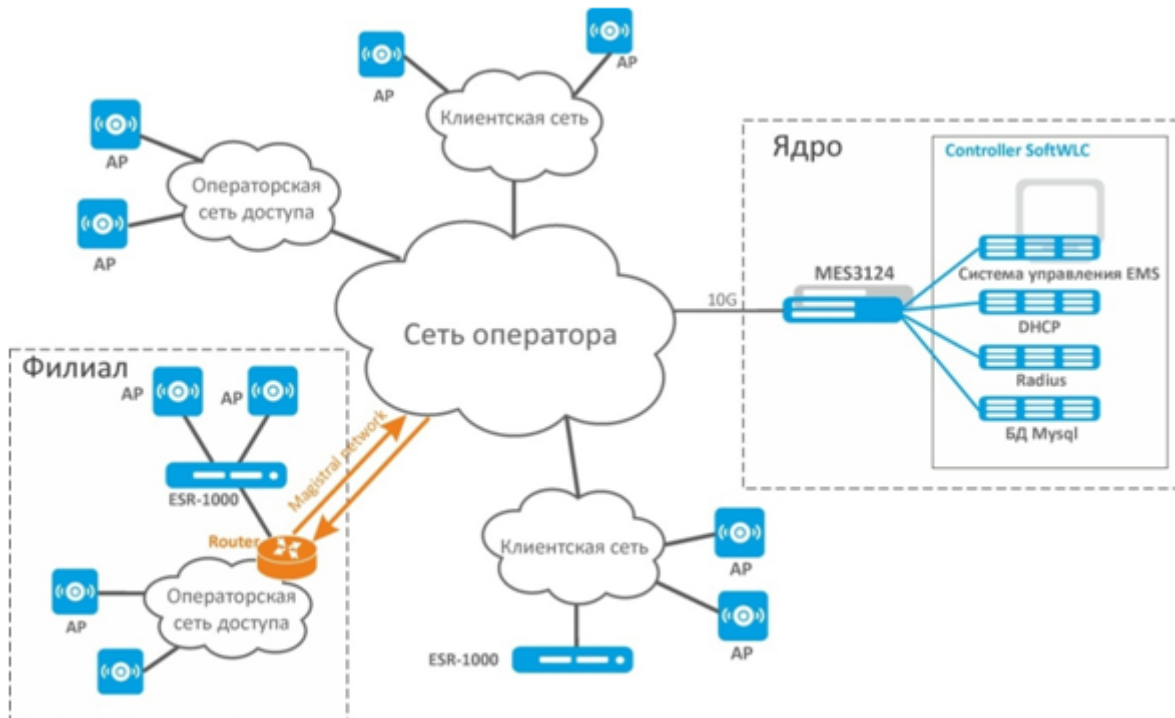 AP
AP
Клиентская сеть
AP
AP
Операторская
сеть доступа
Ядро
Controller SoftWLC
MES3124
Система управления EMS
10G
DHCP
Radius
БД Mysql
Сеть оператора
Филиал
AP
AP
Magistral network
ESR-1000
Router
Операторская
сеть доступа
AP
Клиентская сеть
AP
AP
ESR-1000